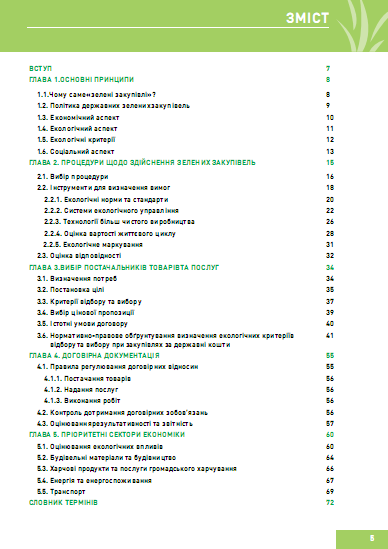 ЗМІСТ
ВСТУП 7
ГЛАВА 1.ОСНОВНІ ПРИНЦИПИ 8
1.1.Чому саме«зелені закупівлі»? 8
1.2. Політика державних зеленихзакупівель 9
1.3. Економічний аспект 10
1.4. Екологічний аспект 11
1.5. Екологічні критерії 12
1.6. Соціальний аспект 13
ГЛАВА 2. ПРОЦЕДУРИ ЩОДО ЗДІЙСНЕННЯ ЗЕЛЕНИХ ЗАКУПІВЕЛЬ 15
2.1. Вибір процедури 16
2.2. Інструменти для визначення вимог 18
2.2.1. Екологічні норми та стандарти 20
2.2.2. Системи екологічного управління 22
2.2.3. Технології більш чистого виробництва 26
2.2.4. Оцінка вартості життєвого циклу 28
2.2.5. Екологічне маркування 31
2.3. Оцінка відповідності 32
ГЛАВА 3.ВИБІР ПОСТАЧАЛЬНИКІВ ТОВАРІВТА ПОСЛУГ 34
3.1. Визначення потреб 34
3.2. Постановка цілі 35
3.3. Критерії відбору та вибору 37
3.4. Вибір цінової пропозиції 39
3.5. Істотні умови договору 40
3.6. Нормативно-правове обґрунтування визначення екологічних критеріїв 41
відбору та вибору при закупівлях за державні кошти
ГЛАВА 4. ДОГОВІРНА ДОКУМЕНТАЦІЯ 55
4.1. Правила регулювання договірних відносин 55
4.1.1. Постачання товарів 56
4.1.2. Надання послуг 56
4.1.3. Виконання робіт 56
4.2. Контроль дотримання договірних зобов'язань 56
4.3. Оцінюваннярезультативності та звітність 57
ГЛАВА 5. ПРІОРИТЕТНІ СЕКТОРИ ЕКОНОМІКИ 60
5.1. Оцінювання екологічних впливів 60
5.2. Будівельні матеріали та будівництво 64
5.3. Харчові продукти та послуги громадського харчування 66
5.4. Енергія та енергоспоживання 67
5.5. Транспорт 69
СЛОВНИК ТЕРМІНІВ 72
5